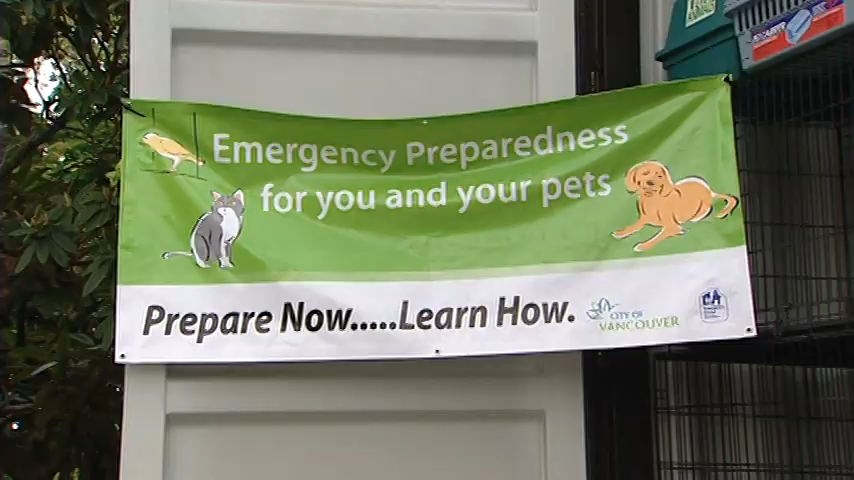 Emergency Preparedness
for you and your pets
Prepare Now.....Learn How.
CITY OF
VANCOUVER